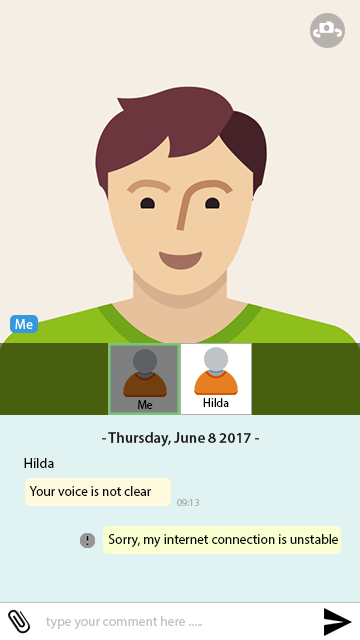 Me
Me
Hilda
- Thursday, June 8 2017 -
Hilda
Your voice is not clear
09:13
! Sorry, my internet connection is unstable
type your comment here .....